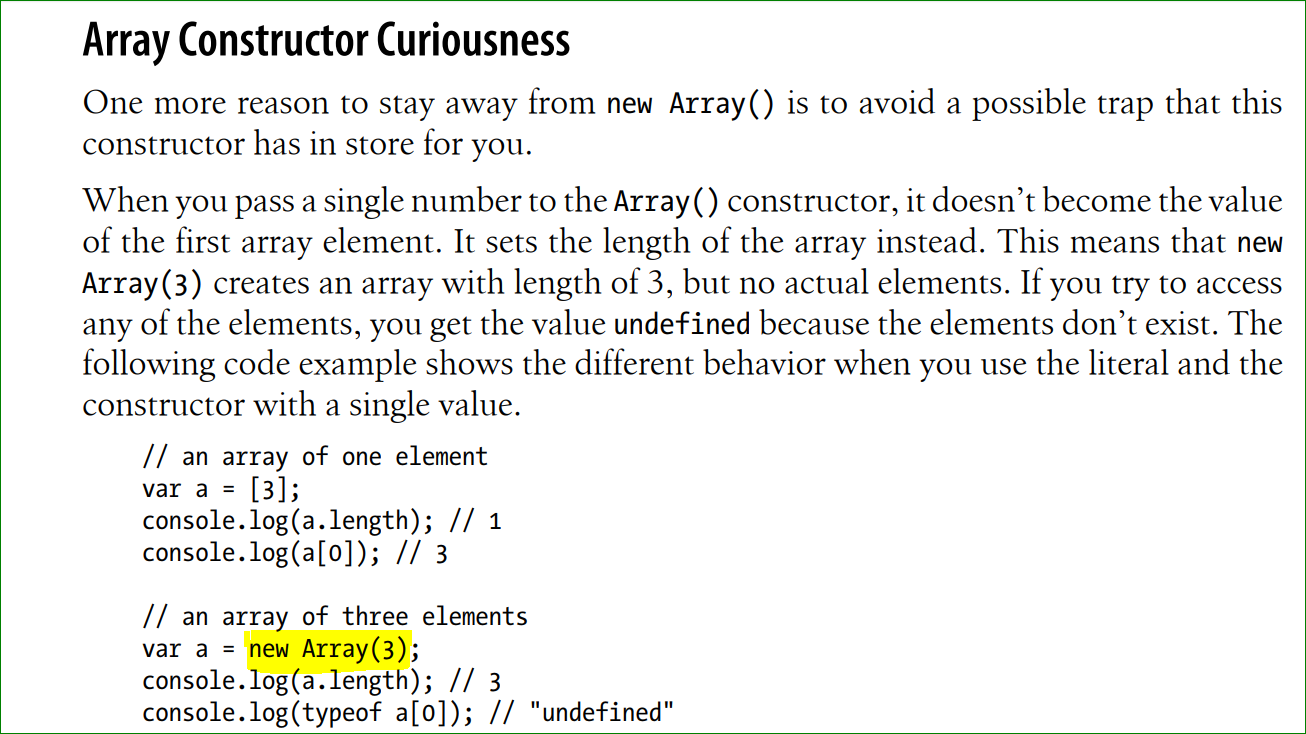 Array Constructor Curiousness
One more reason to stay away from new Array() is to avoid a possible trap that this
constructor has in store for you.
When you pass a single number to the Array() constructor, it doesn’t become the value
of the first array element. It sets the length of the array instead. This means that new
Array(3) creates an array with length of 3, but no actual elements. If you try to access
any of the elements, you get the value undefined because the elements don’t exist. The
following code example shows the different behavior when you use the literal and the
constructor with a single value.
// an array of one element
var a = [3];
console.log(a.length); // 1
console.log(a[0]); // 3
// an array of three elements
var a = new Array(3);
console.log(a.length); // 3
console.log(typeof a[0]); // "undefined"